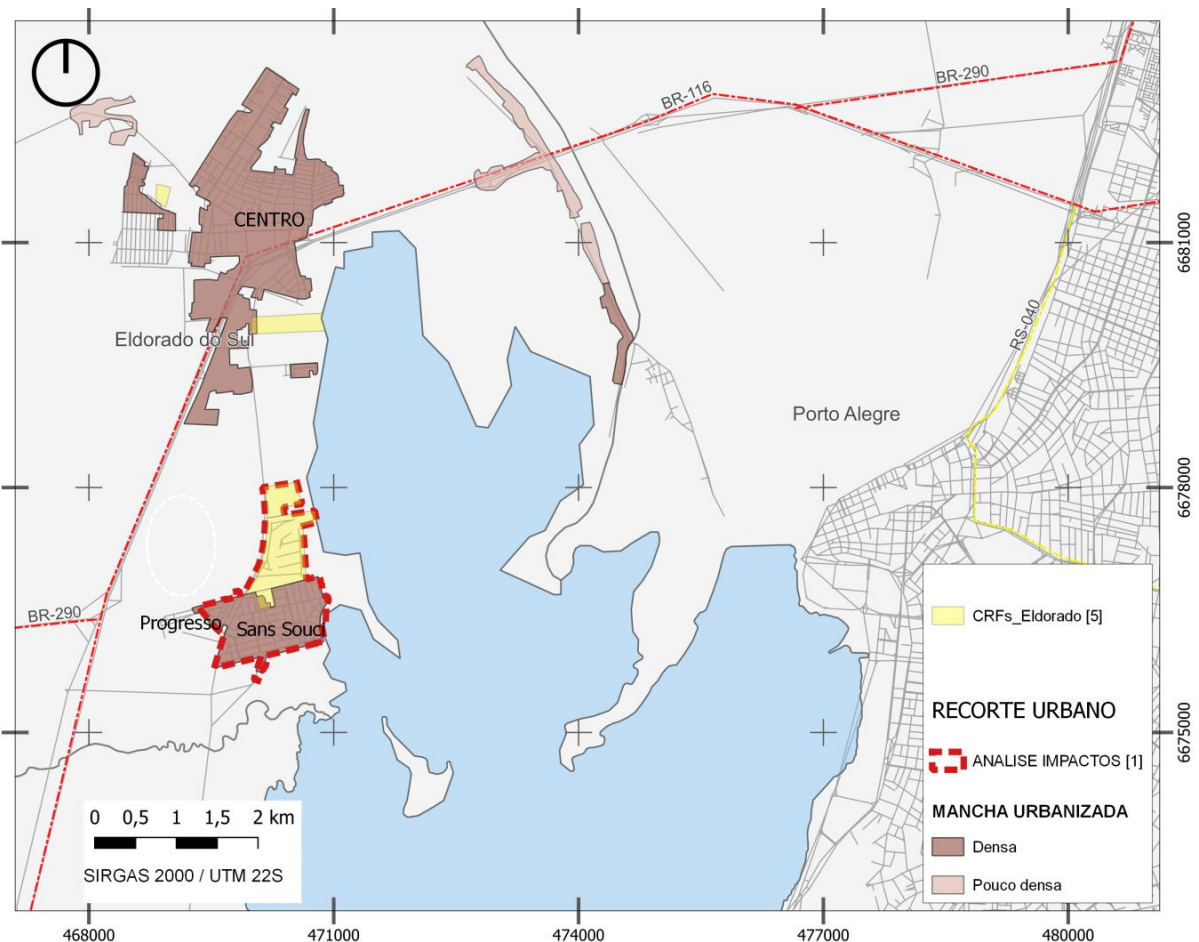 BR-290
BR-116
CENTRO
6681000
RS-040
Eldorado do Sul
Porto Alegre
6678000
BR-290
Progresso
Sans Souci
CRFs_Eldorado [5]
RECORTE URBANO
ANALISE IMPACTOS [1]
MANCHA URBANIZADA
Densa
Pouco densa
6675000
0 0,5 1 1,5 2 km
SIRGAS 2000 / UTM 22S
468000 471000 474000 477000 480000